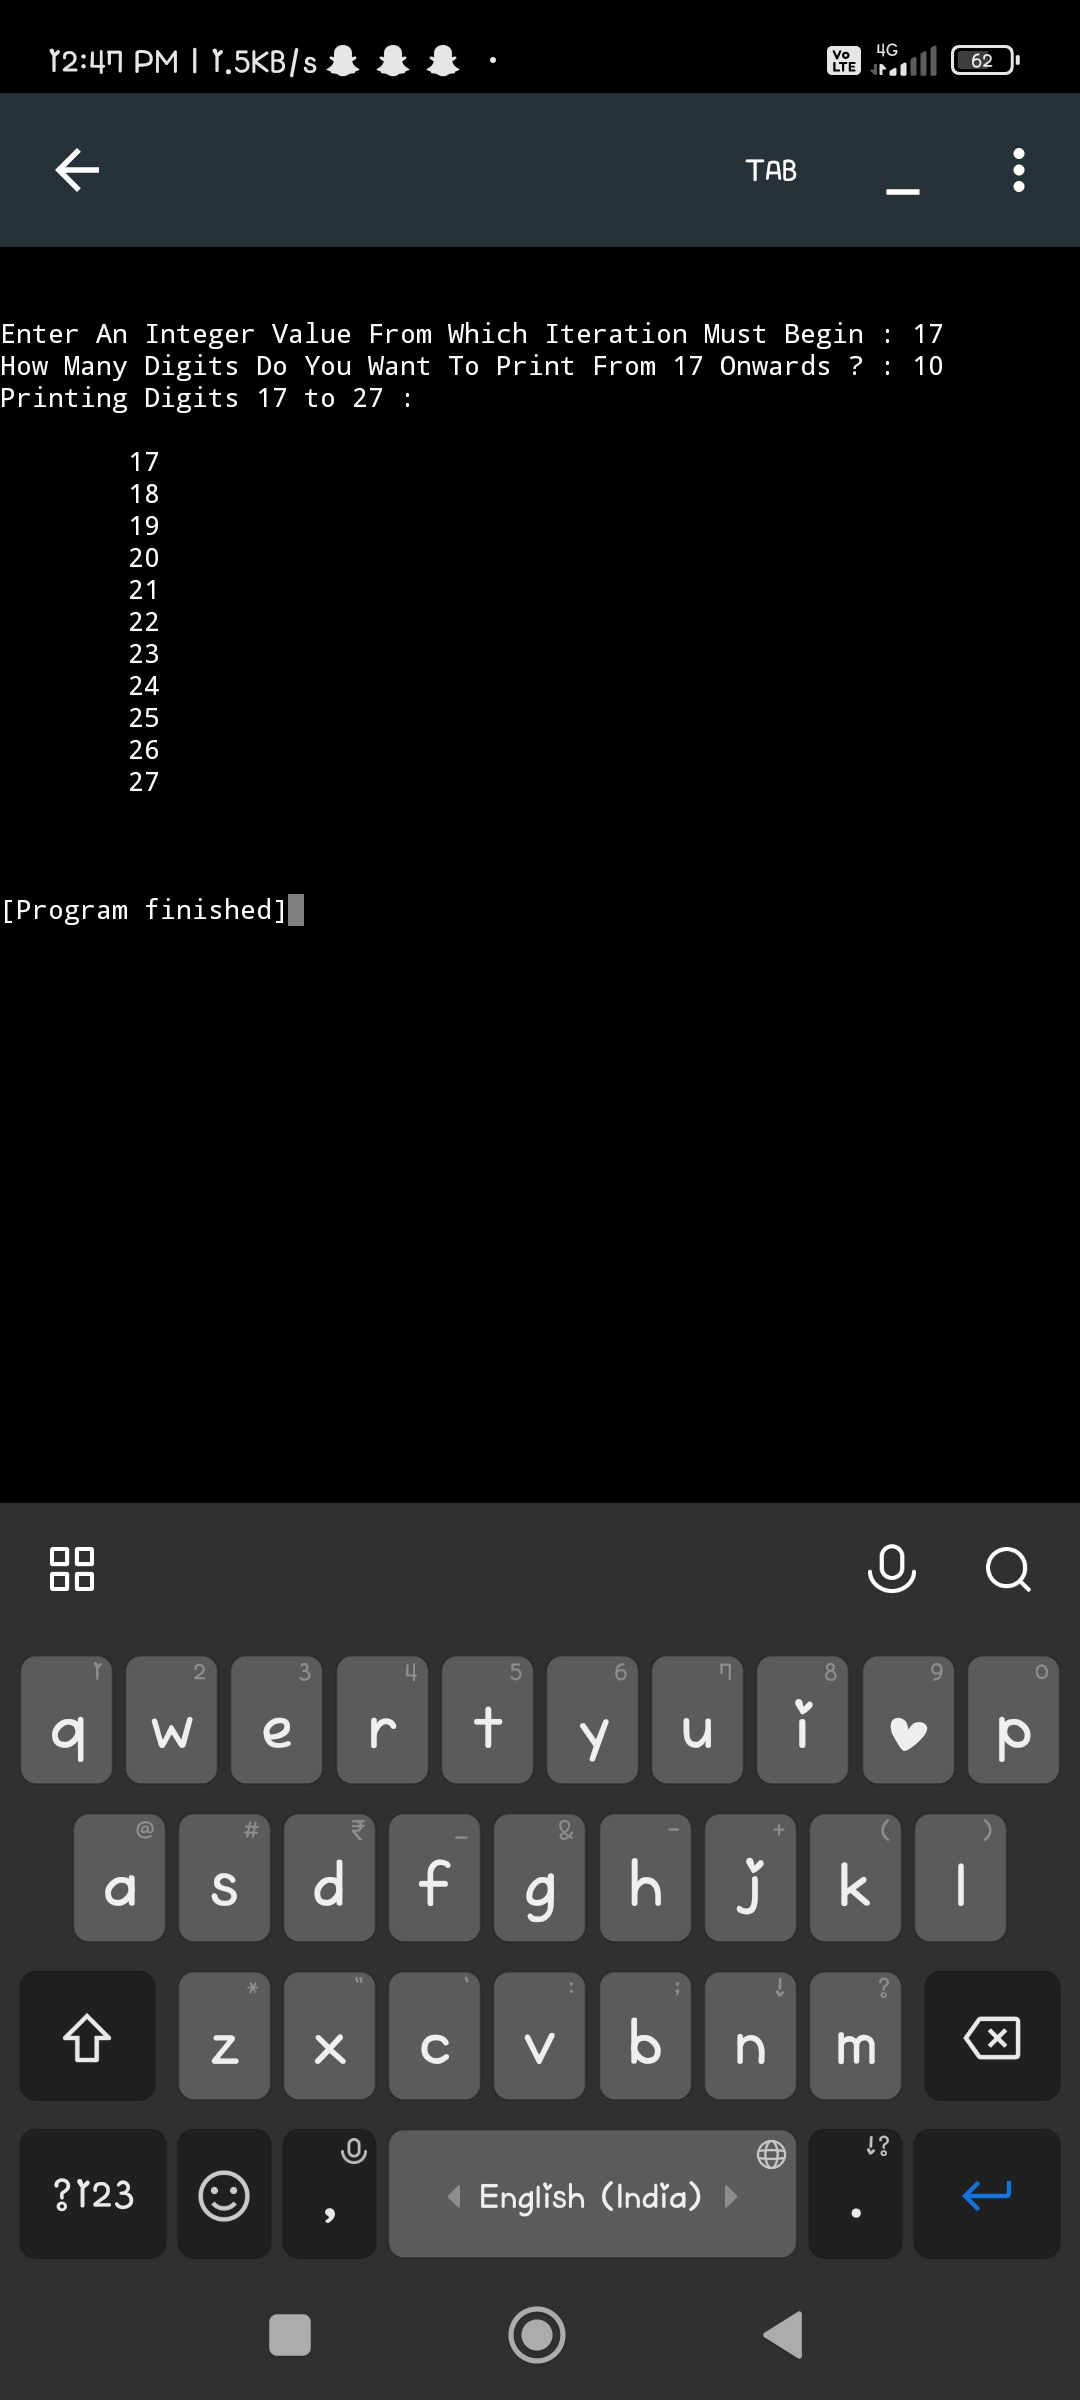 12:47 PM | 1.5KB/s
Vo LTE 4G 62
TAB
Enter An Integer Value From Which Iteration Must Begin : 17
How Many Digits Do You Want To Print From 17 Onwards ? : 10
Printing Digits 17 to 27 :
17
18
19
20
21
22
23
24
25
26
27
[Program finished]
1 2 3 4 5 6 7 8 9 0
q w e r t y u i p
@ # ₹ _ & - + ( )
a s d f g h j k l
* " ' : ; ! ?
z x c v b n m
!?
?123 , English (India) .